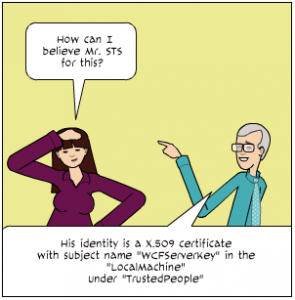 How can I
believe Mr. STS
for this?
His identity is a X.509 certificate
with subject name "WCFServerKey" in the
"LocalMachine"
under "TrustedPeople"